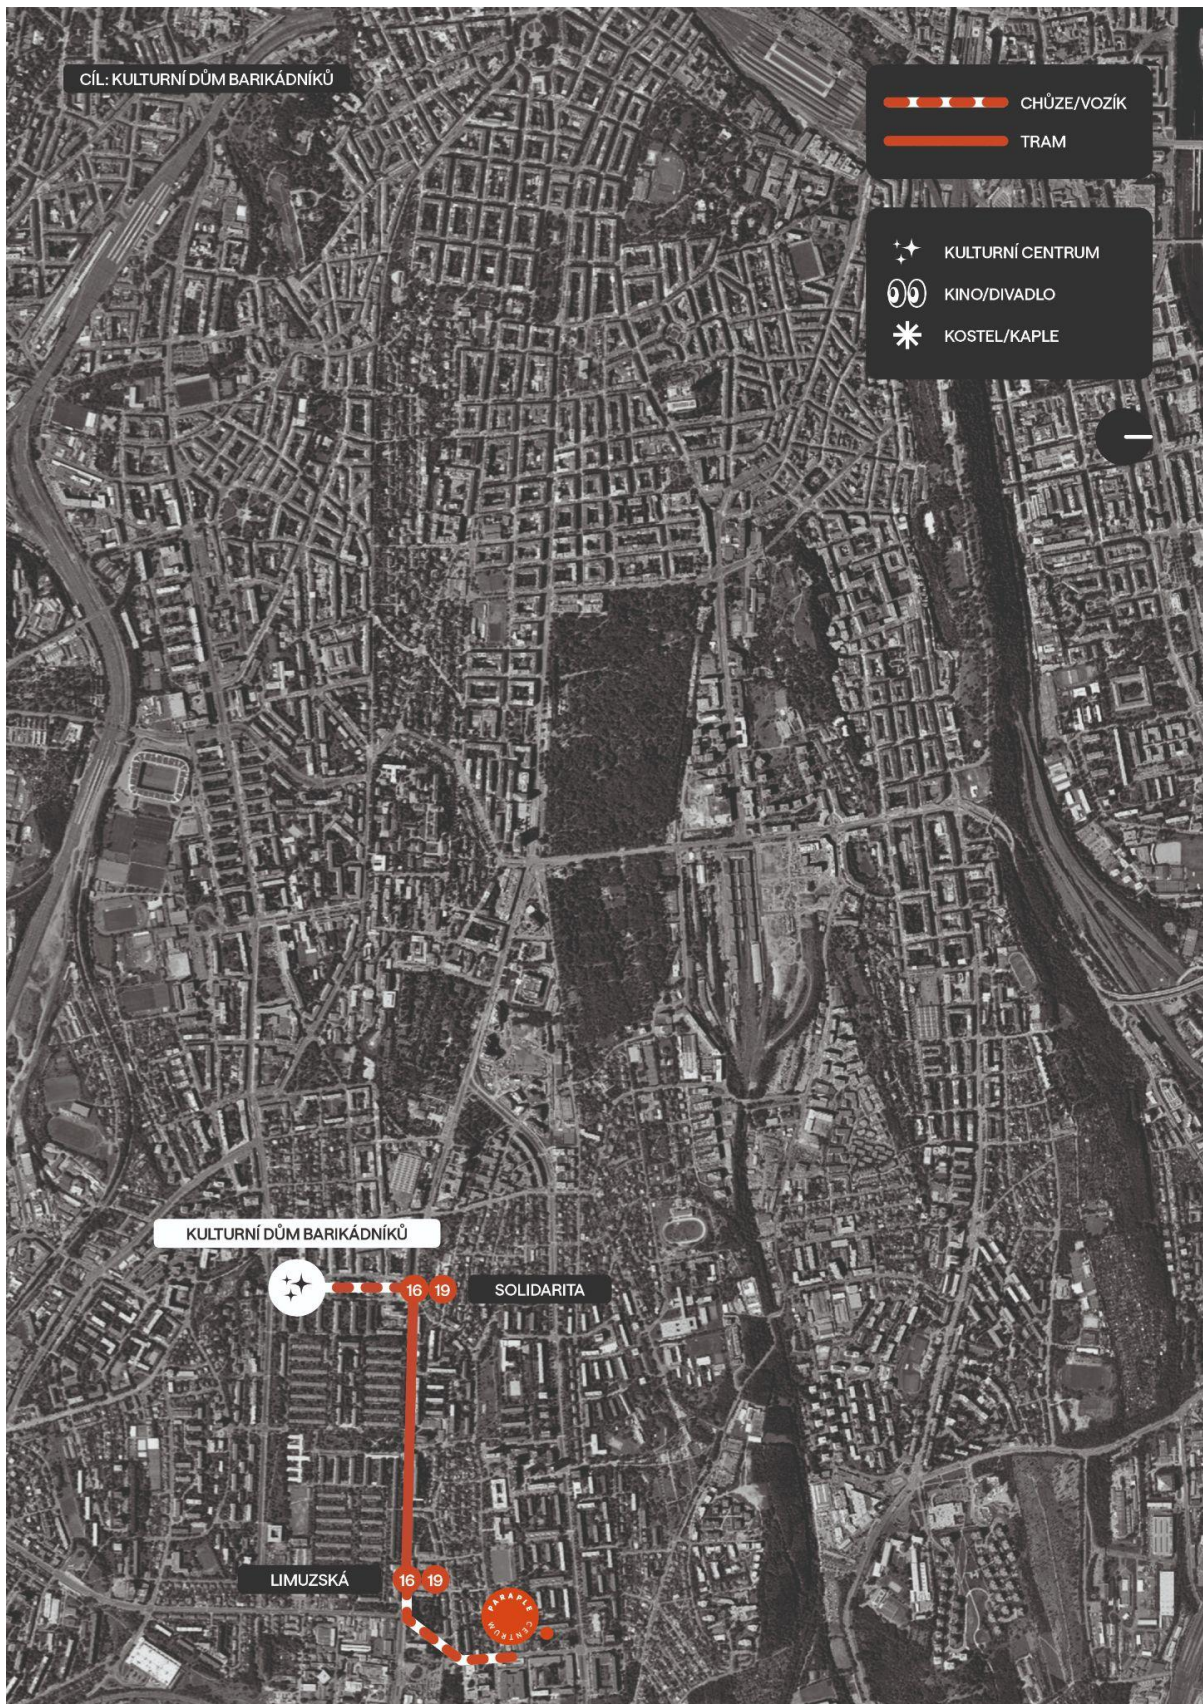 CÍL: KULTURNÍ DŮM BARIKÁDNÍKŮ
CHŮZE/VOZÍK
TRAM
KULTURNÍ CENTRUM
KINO/DIVADLO
KOSTEL/KAPLE
KULTURNÍ DŮM BARIKÁDNÍKŮ
16 19 SOLIDARITA
LIMUZSKÁ 16 19
PARAPLE
CENTRUM